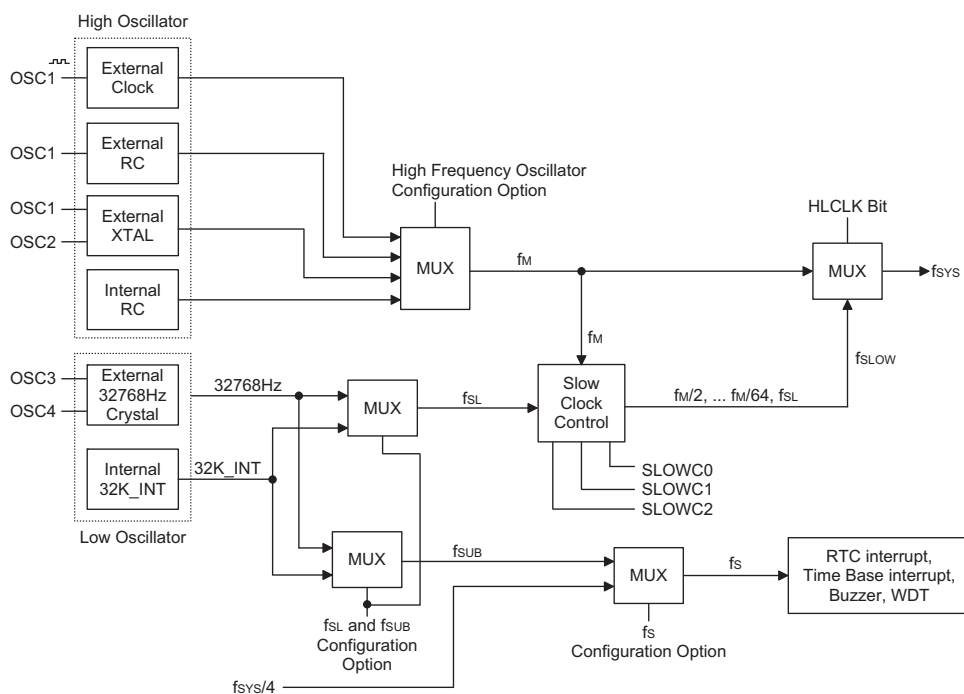 High Oscillator
OSC1
External
Clock
OSC1
External
RC
OSC1
OSC2
External
XTAL
Internal
RC
High Frequency Oscillator
Configuration Option
MUX
fM
HLCLK Bit
MUX
fSYS
fM
fSLOW
OSC3
OSC4
External
32768Hz
Crystal
32768Hz
MUX
fSL
Slow
Clock
Control
fM/2, ... fM/64, fSL
Internal
32K_INT
32K_INT
SLOWC0
SLOWC1
SLOWC2
Low Oscillator
MUX
fSUB
MUX
fS
RTC interrupt,
Time Base interrupt,
Buzzer, WDT
fSL and fSUB
Configuration
Option
fS
Configuration Option
fSYS/4